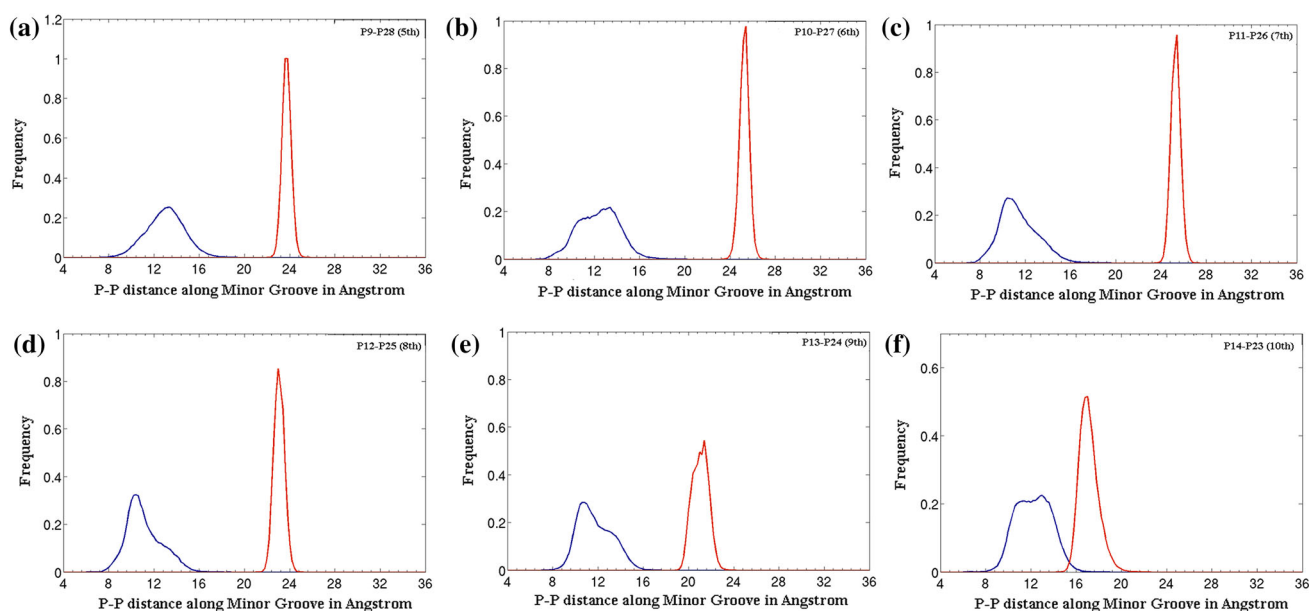 (a)
1.2
1
0.8
0.6
0.4
0.2
0
Frequency
P9-P28 (5th)
4 8 12 16 20 24 28 32 36
P-P distance along Minor Groove in Angstrom
(b)
1
0.8
0.6
0.4
0.2
0
Frequency
P10-P27 (6th)
4 8 12 16 20 24 28 32 36
P-P distance along Minor Groove in Angstrom
(c)
1
0.8
0.6
0.4
0.2
0
Frequency
P11-P26 (7th)
4 8 12 16 20 24 28 32 36
P-P distance along Minor Groove in Angstrom
(d)
1
0.8
0.6
0.4
0.2
0
Frequency
P12-P25 (8th)
4 8 12 16 20 24 28 32 36
P-P distance along Minor Groove in Angstrom
(e)
1
0.8
0.6
0.4
0.2
0
Frequency
P13-P24 (9th)
4 8 12 16 20 24 28 32 36
P-P distance along Minor Groove in Angstrom
(f)
0.6
0.4
0.2
0
Frequency
P14-P23 (10th)
4 8 12 16 20 24 28 32 36
P-P distance along Minor Groove in Angstrom